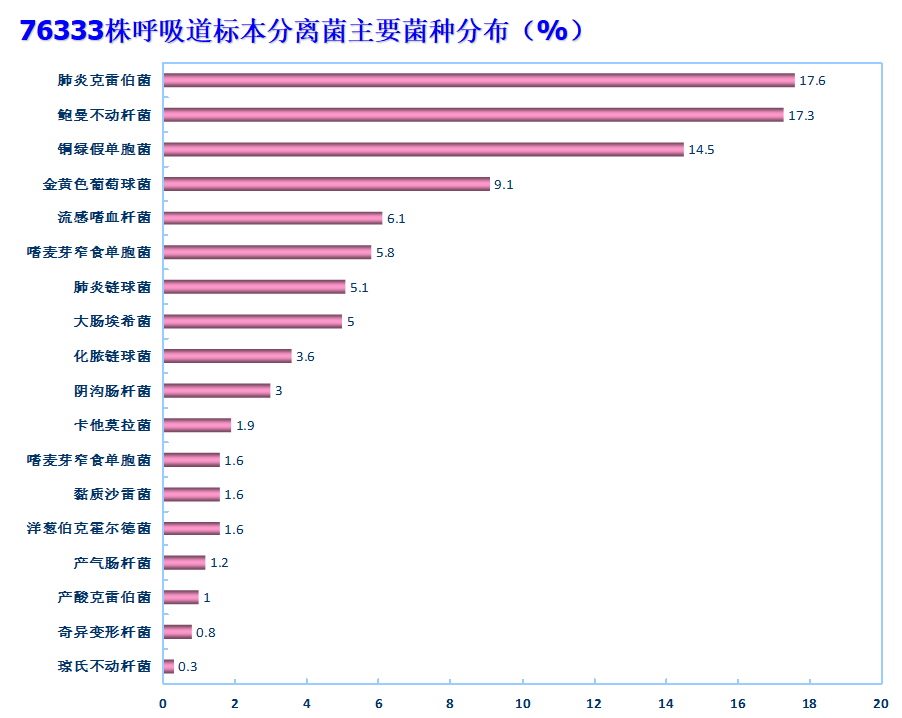 76333株呼吸道标本分离菌主要菌种分布（%）
肺炎克雷伯菌 17.6
鲍曼不动杆菌 17.3
铜绿假单胞菌 14.5
金黄色葡萄球菌 9.1
流感嗜血杆菌 6.1
嗜麦芽窄食单胞菌 5.8
肺炎链球菌 5.1
大肠埃希菌 5
化脓链球菌 3.6
阴沟肠杆菌 3
卡他莫拉菌 1.9
嗜麦芽窄食单胞菌 1.6
黏质沙雷菌 1.6
洋葱伯克霍尔德菌 1.6
产气肠杆菌 1.2
产酸克雷伯菌 1
奇异变形杆菌 0.8
琼氏不动杆菌 0.3
0 2 4 6 8 10 12 14 16 18 20